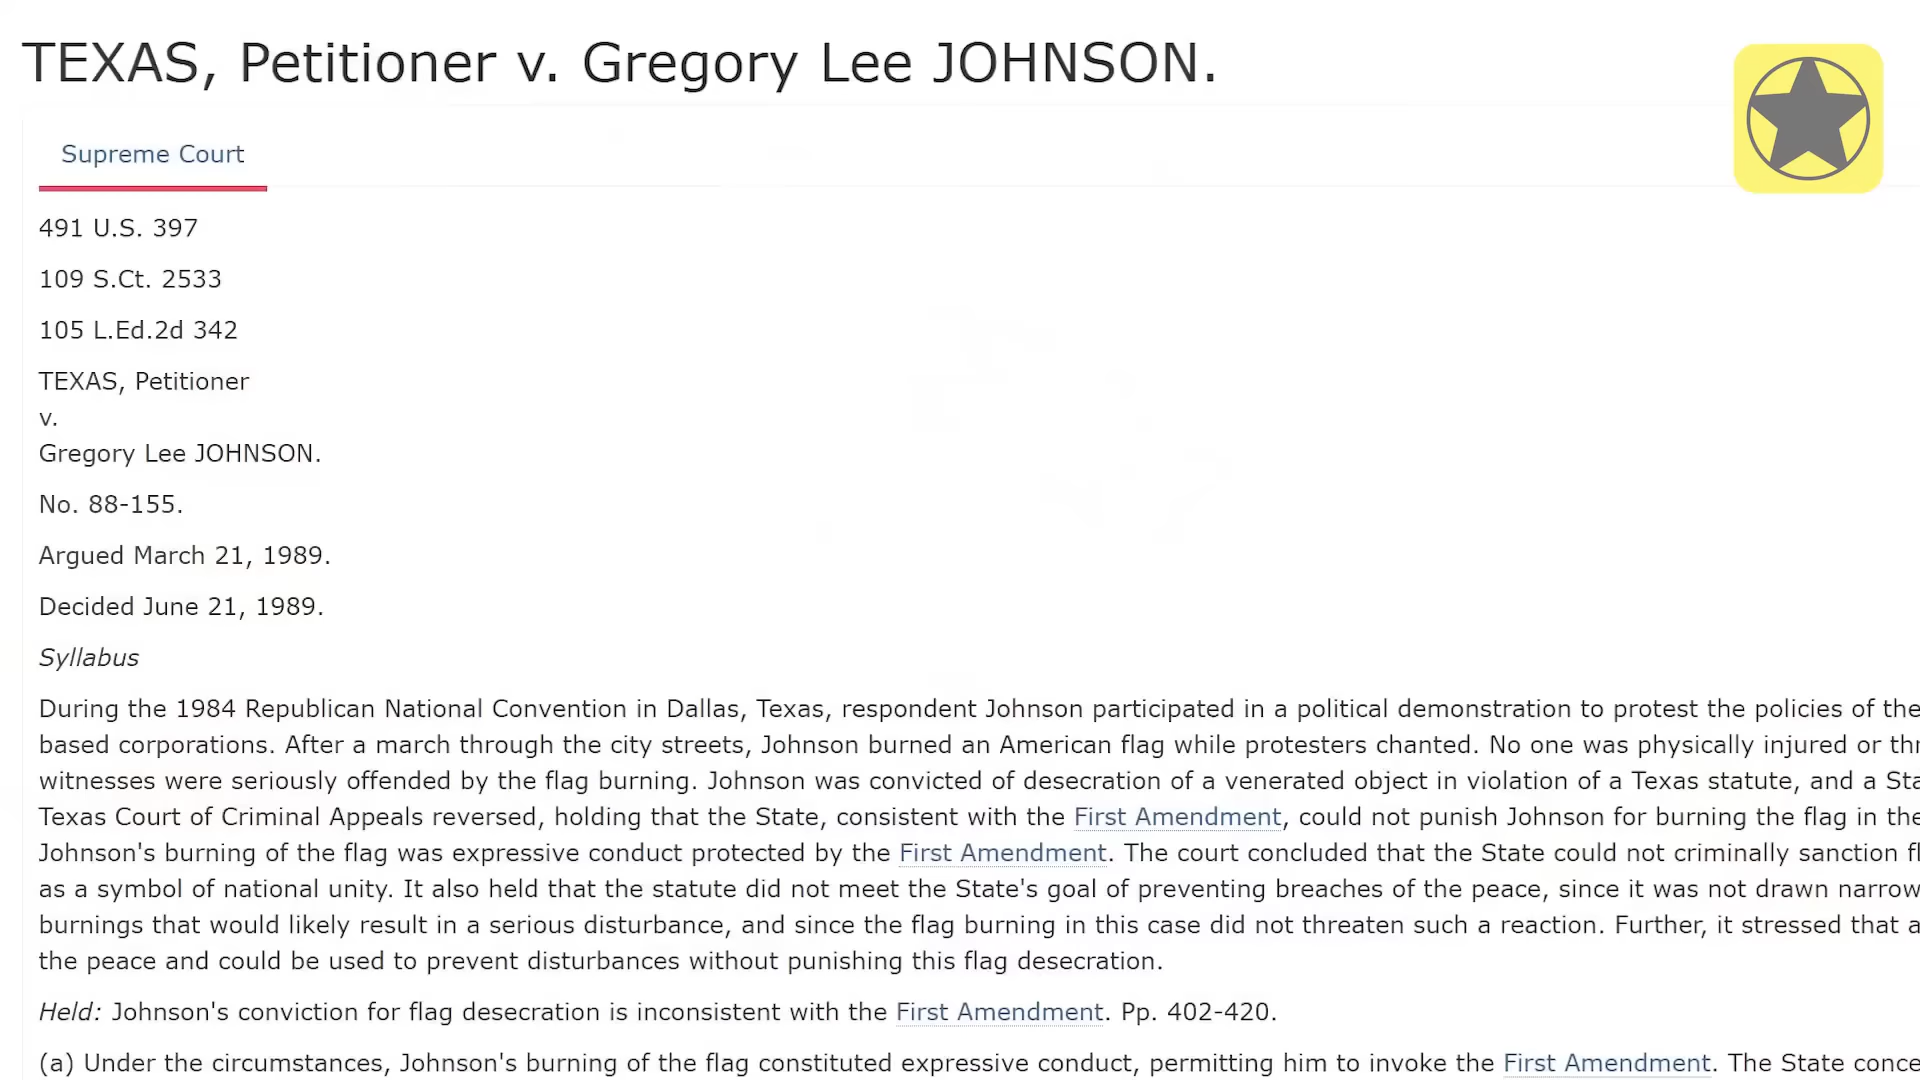 TEXAS, Petitioner v. Gregory Lee JOHNSON.
Supreme Court
491 U.S. 397
109 S.Ct. 2533
105 L.Ed.2d 342
TEXAS, Petitioner
v.
Gregory Lee JOHNSON.
No. 88-155.
Argued March 21, 1989.
Decided June 21, 1989.
Syllabus
During the 1984 Republican National Convention in Dallas, Texas, respondent Johnson participated in a political demonstration to protest the policies of the
based corporations. After a march through the city streets, Johnson burned an American flag while protesters chanted. No one was physically injured or
witnesses were seriously offended by the flag burning. Johnson was convicted of desecration of a venerated object in violation of a Texas statute, and a
Texas Court of Criminal Appeals reversed, holding that the State, consistent with the First Amendment, could not punish Johnson for burning the flag in
Johnson's burning of the flag was expressive conduct protected by the First Amendment. The court concluded that the State could not criminally sanction
as a symbol of national unity. It also held that the statute did not meet the State's goal of preventing breaches of the peace, since it was not drawn
burnings that would likely result in a serious disturbance, and since the flag burning in this case did not threaten such a reaction. Further, it stressed that
the peace and could be used to prevent disturbances without punishing this flag desecration.
Held: Johnson's conviction for flag desecration is inconsistent with the First Amendment. Pp. 402-420.
(a) Under the circumstances, Johnson's burning of the flag constituted expressive conduct, permitting him to invoke the First Amendment. The State